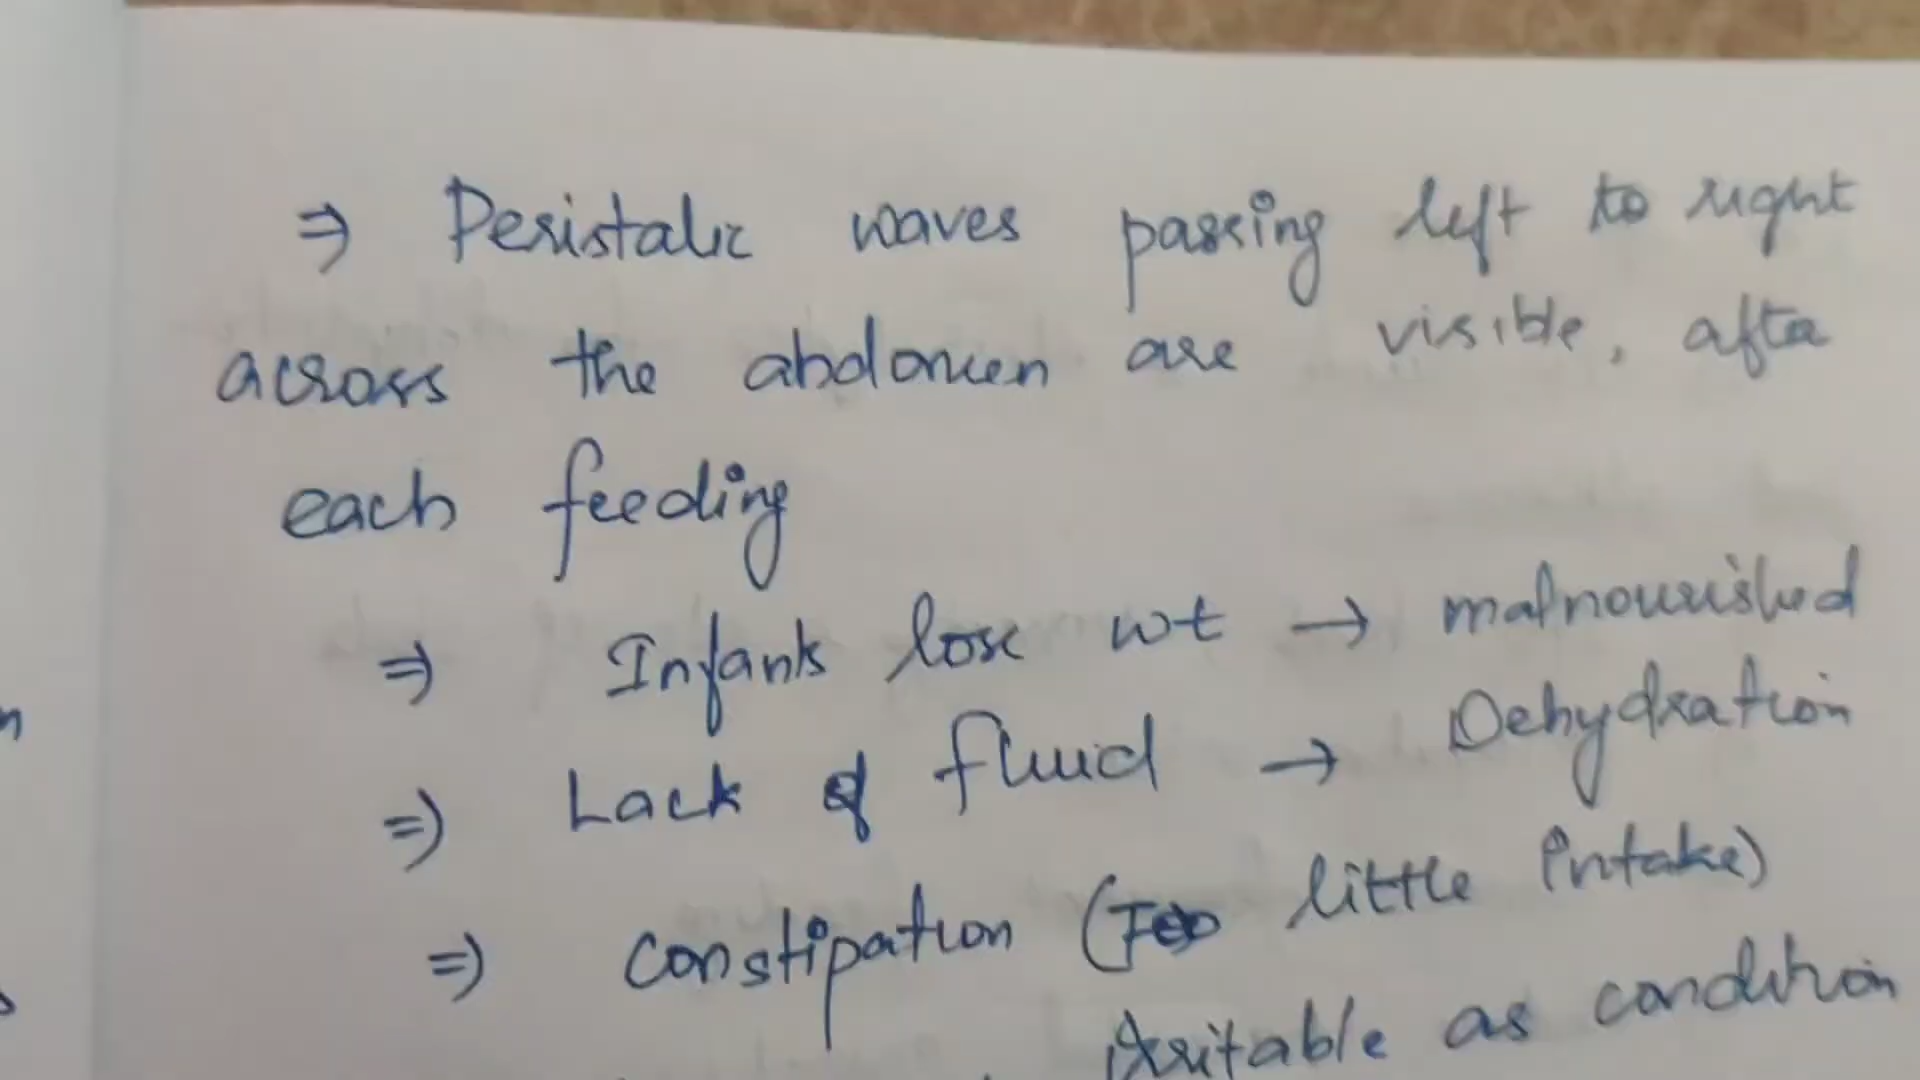 ⇒ Peristalic waves passing left to right
across the abdomen are visible, after
each feeding
⇒ Infants lose wt → malnourished
⇒ Lack of fluid → Dehydration
⇒ Constipation (Too little intake)
irritable as condition